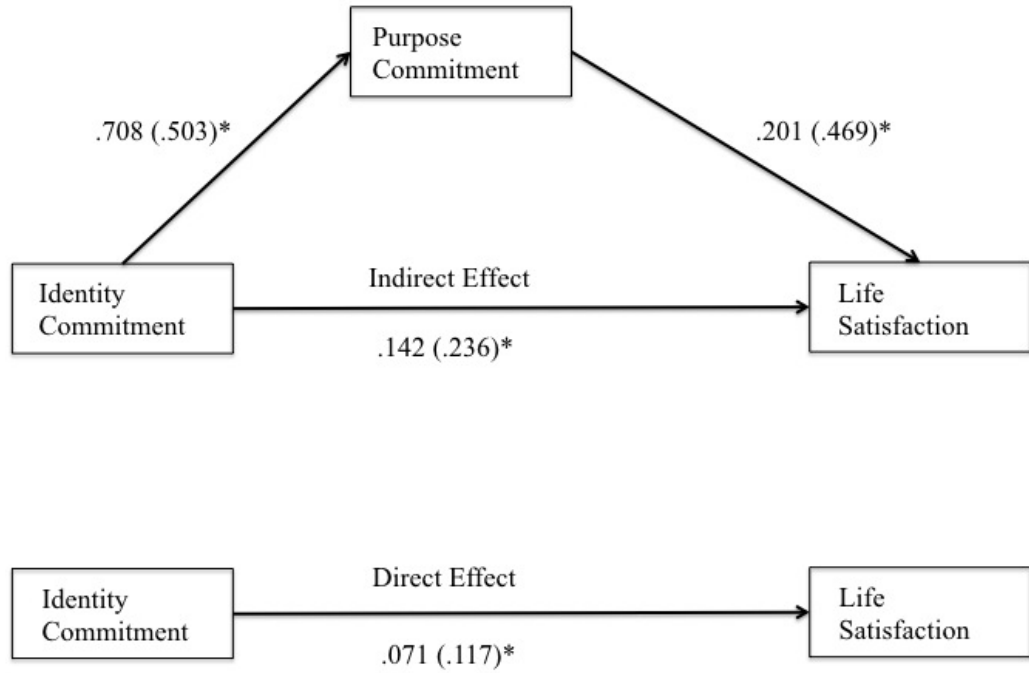 Purpose
Commitment
.708 (.503)*
.201 (.469)*
Identity
Commitment
Indirect Effect
.142 (.236)*
Life
Satisfaction
Identity
Commitment
Direct Effect
.071 (.117)*
Life
Satisfaction